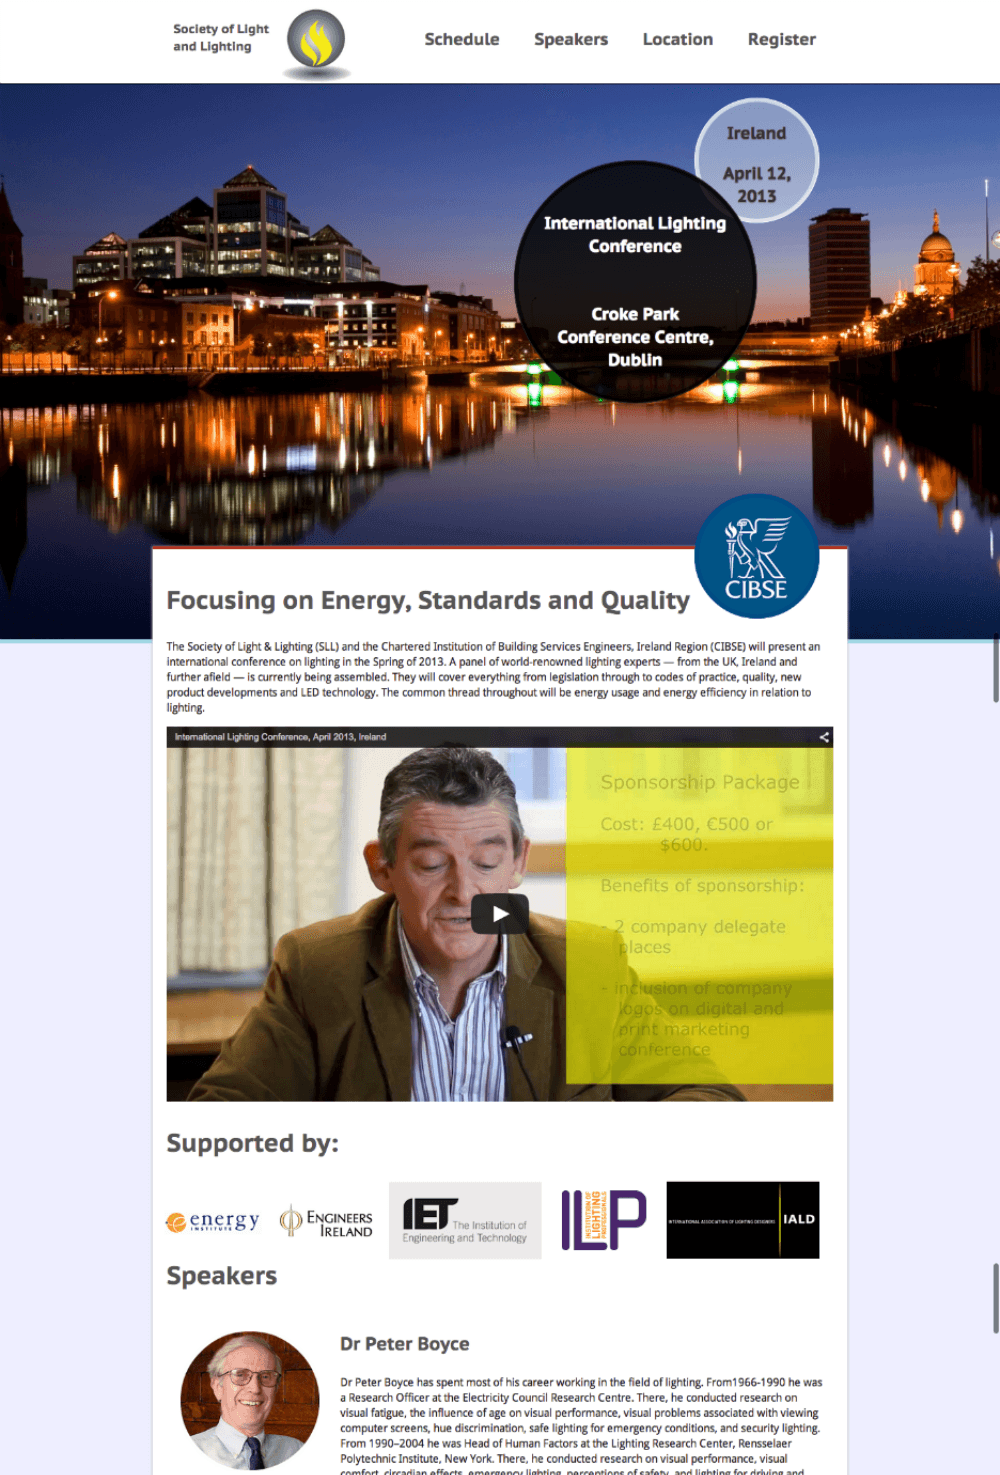 Society of Light
and Lighting
Schedule Speakers Location Register
Ireland
April 12,
2013
International Lighting
Conference
Croke Park
Conference Centre,
Dublin
CIBSE
Focusing on Energy, Standards and Quality
The Society of Light & Lighting (SLL) and the Chartered Institution of Building Services Engineers, Ireland Region (CIBSE) will present an
international conference on lighting in the Spring of 2013. A panel of world-renowned lighting experts — from the UK, Ireland and
further afield — is currently being assembled. They will cover everything from legislation through to codes of practice, quality, new
product developments and LED technology. The common thread throughout will be energy usage and energy efficiency in relation to
lighting.
International Lighting Conference, April 2013, Ireland
Sponsorship Package
Cost: £400, €500 or
$600.
Benefits of sponsorship:
- 2 company delegate
places
- inclusion of company
logos on digital and
print marketing
conference
Supported by:
energy
INSTITUTE
ENGINEERS
IRELAND
IET The Institution of
Engineering and Technology
INSTITUTION OF
LIGHTING
PROFESSIONALS
ILP
INTERNATIONAL ASSOCIATION OF LIGHTING DESIGNERS IALD
Speakers
Dr Peter Boyce
Dr Peter Boyce has spent most of his career working in the field of lighting. From1966-1990 he was
a Research Officer at the Electricity Council Research Centre. There, he conducted research on
visual fatigue, the influence of age on visual performance, visual problems associated with viewing
computer screens, hue discrimination, safe lighting for emergency conditions, and security lighting.
From 1990–2004 he was Head of Human Factors at the Lighting Research Center, Rensselaer
Polytechnic Institute, New York. There, he conducted research on visual performance, visual
comfort, circadian effects, emergency lighting, perceptions of safety, and lighting for driving and